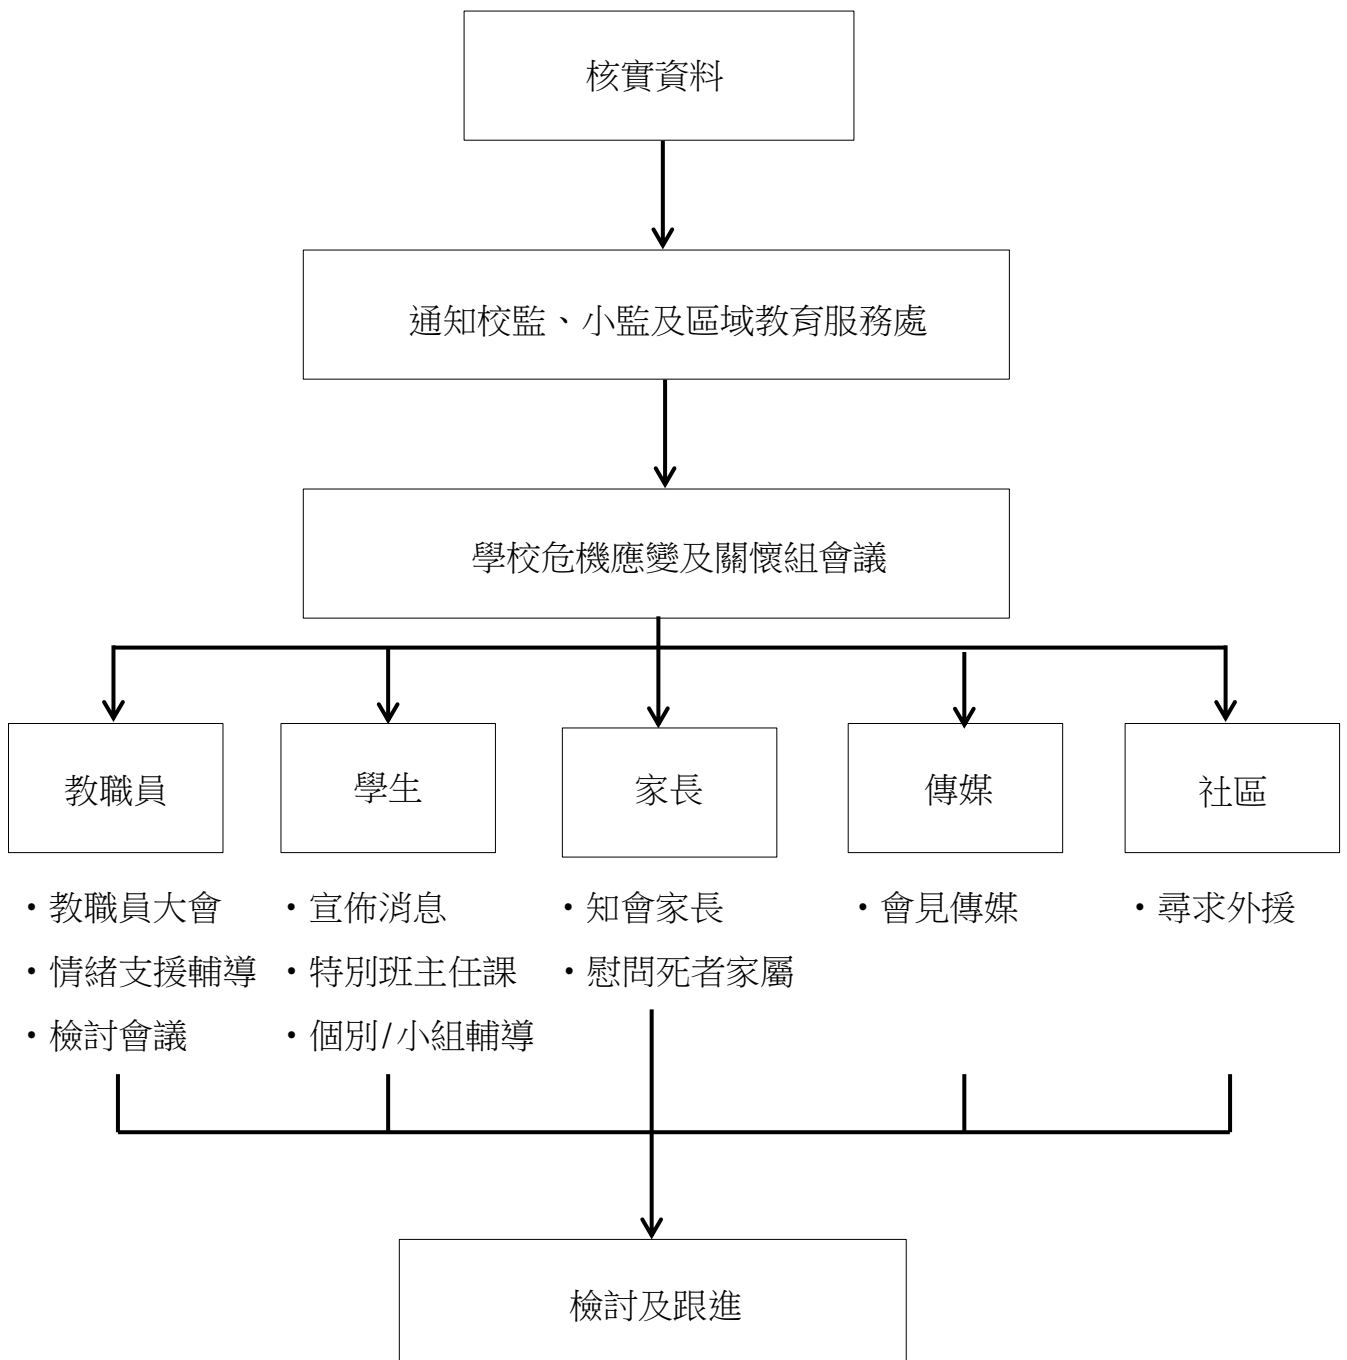 核實資料
通知校監、小監及區域教育服務處
學校危機應變及關懷組會議
教職員
學生
家長
傳媒
社區
・教職員大會
・情緒支援輔導
・檢討會議
・宣佈消息
・特別班主任課
・個別/小組輔導
・知會家長
・慰問死者家屬
・會見傳媒
・尋求外援
檢討及跟進